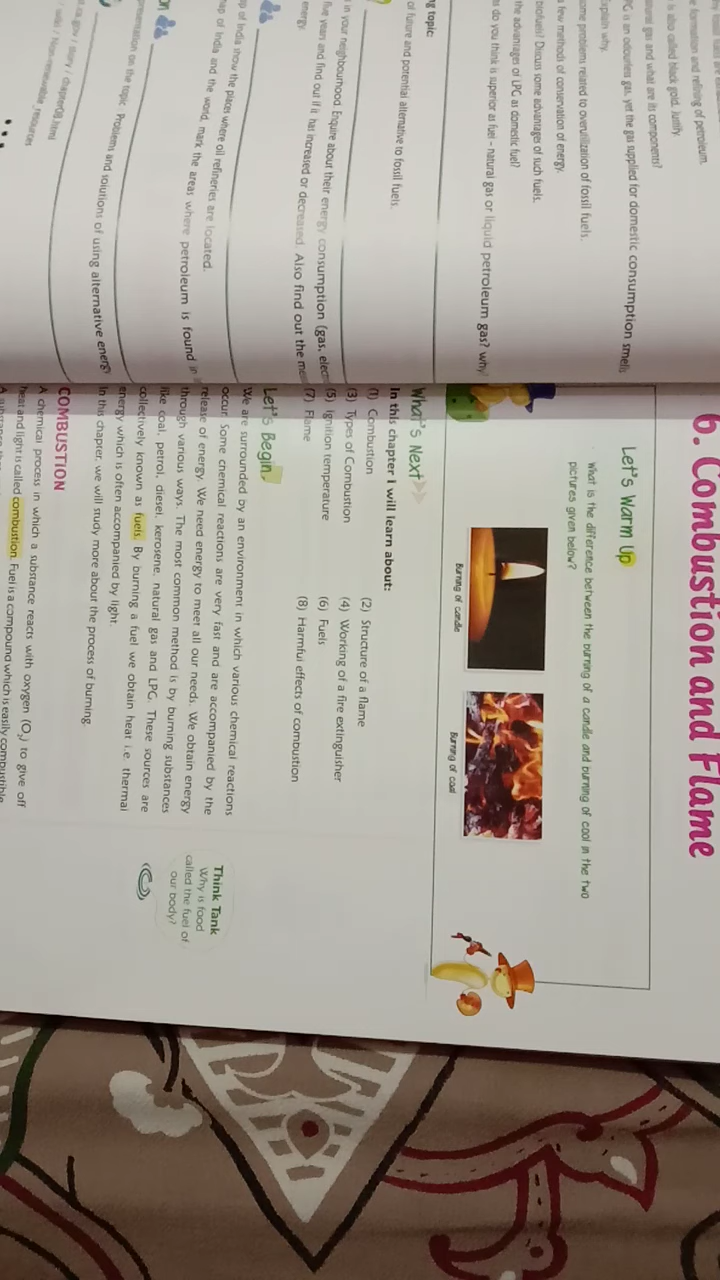 e formation and refining of petroleum.
is also called black gold. Justify.
gas and what are its components?
is an odourless gas, yet the gas supplied for domestic consumption smells
explain why.
some problems related to overutilization of fossil fuels.
a few methods of conservation of energy.
biofuels? Discuss some advantages of such fuels.
the advantages of LPG as domestic fuel?
do you think is superior as fuel – natural gas or liquid petroleum gas? why
topic:
of future and potential alternative to fossil fuels.
in your neighbourhood. Enquire about their energy consumption (gas, elec
five years and find out if it has increased or decreased. Also find out the me
energy.
of India show the places where oil refineries are located.
map of India and the world, mark the areas where petroleum is found in
on the topic : Problems and solutions of using alternative energy
/ story / chapter08.html
/ wiki / Non-renewable_resources
6. Combustion and Flame
Let's Warm Up
What is the difference between the burning of a candle and burning of coal in the two
pictures given below?
Burning of candle
Burning of coal
What's Next
In this chapter I will learn about:
(1) Combustion (2) Structure of a flame
(3) Types of Combustion (4) Working of a fire extinguisher
(5) Ignition temperature (6) Fuels
(7) Flame (8) Harmful effects of combustion
Let's Begin
We are surrounded by an environment in which various chemical reactions
occur. Some chemical reactions are very fast and are accompanied by the
release of energy. We need energy to meet all our needs. We obtain energy
through various ways. The most common method is by burning substances
like coal, petrol, diesel, kerosene, natural gas and LPG. These sources are
collectively known as fuels. By burning a fuel we obtain heat i.e. thermal
energy which is often accompanied by light.
In this chapter, we will study more about the process of burning.
Think Tank
Why is food
called the fuel of
our body?
COMBUSTION
A chemical process in which a substance reacts with oxygen (O₂) to give off
heat and light is called combustion. Fuel is a compound which is easily combustible.